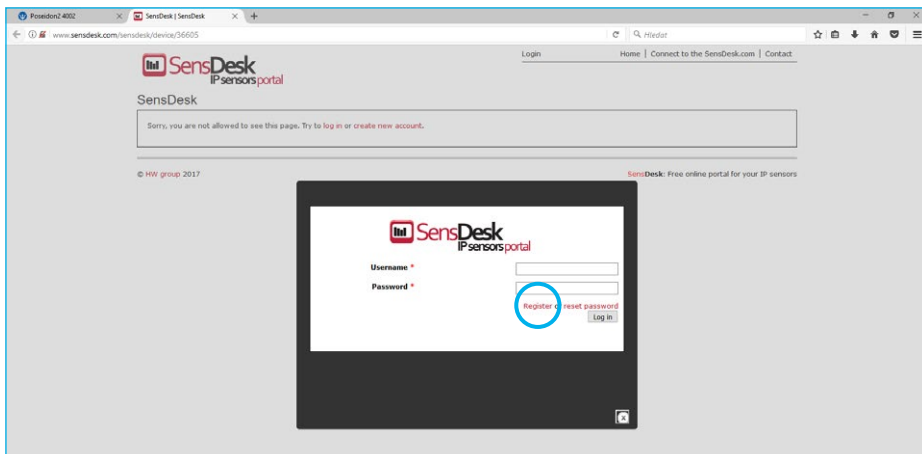 Poseidon2 4002
SensDesk | SensDesk
www.sensdesk.com/sensdesk/device/36605
Hledat
SensDesk
IP sensors portal
Login
Home | Connect to the SensDesk.com | Contact
SensDesk
Sorry, you are not allowed to see this page. Try to log in or create new account.
© HW group 2017
SensDesk: Free online portal for your IP sensors
SensDesk
IP sensors portal
Username *
Password *
Register or reset password
Log in